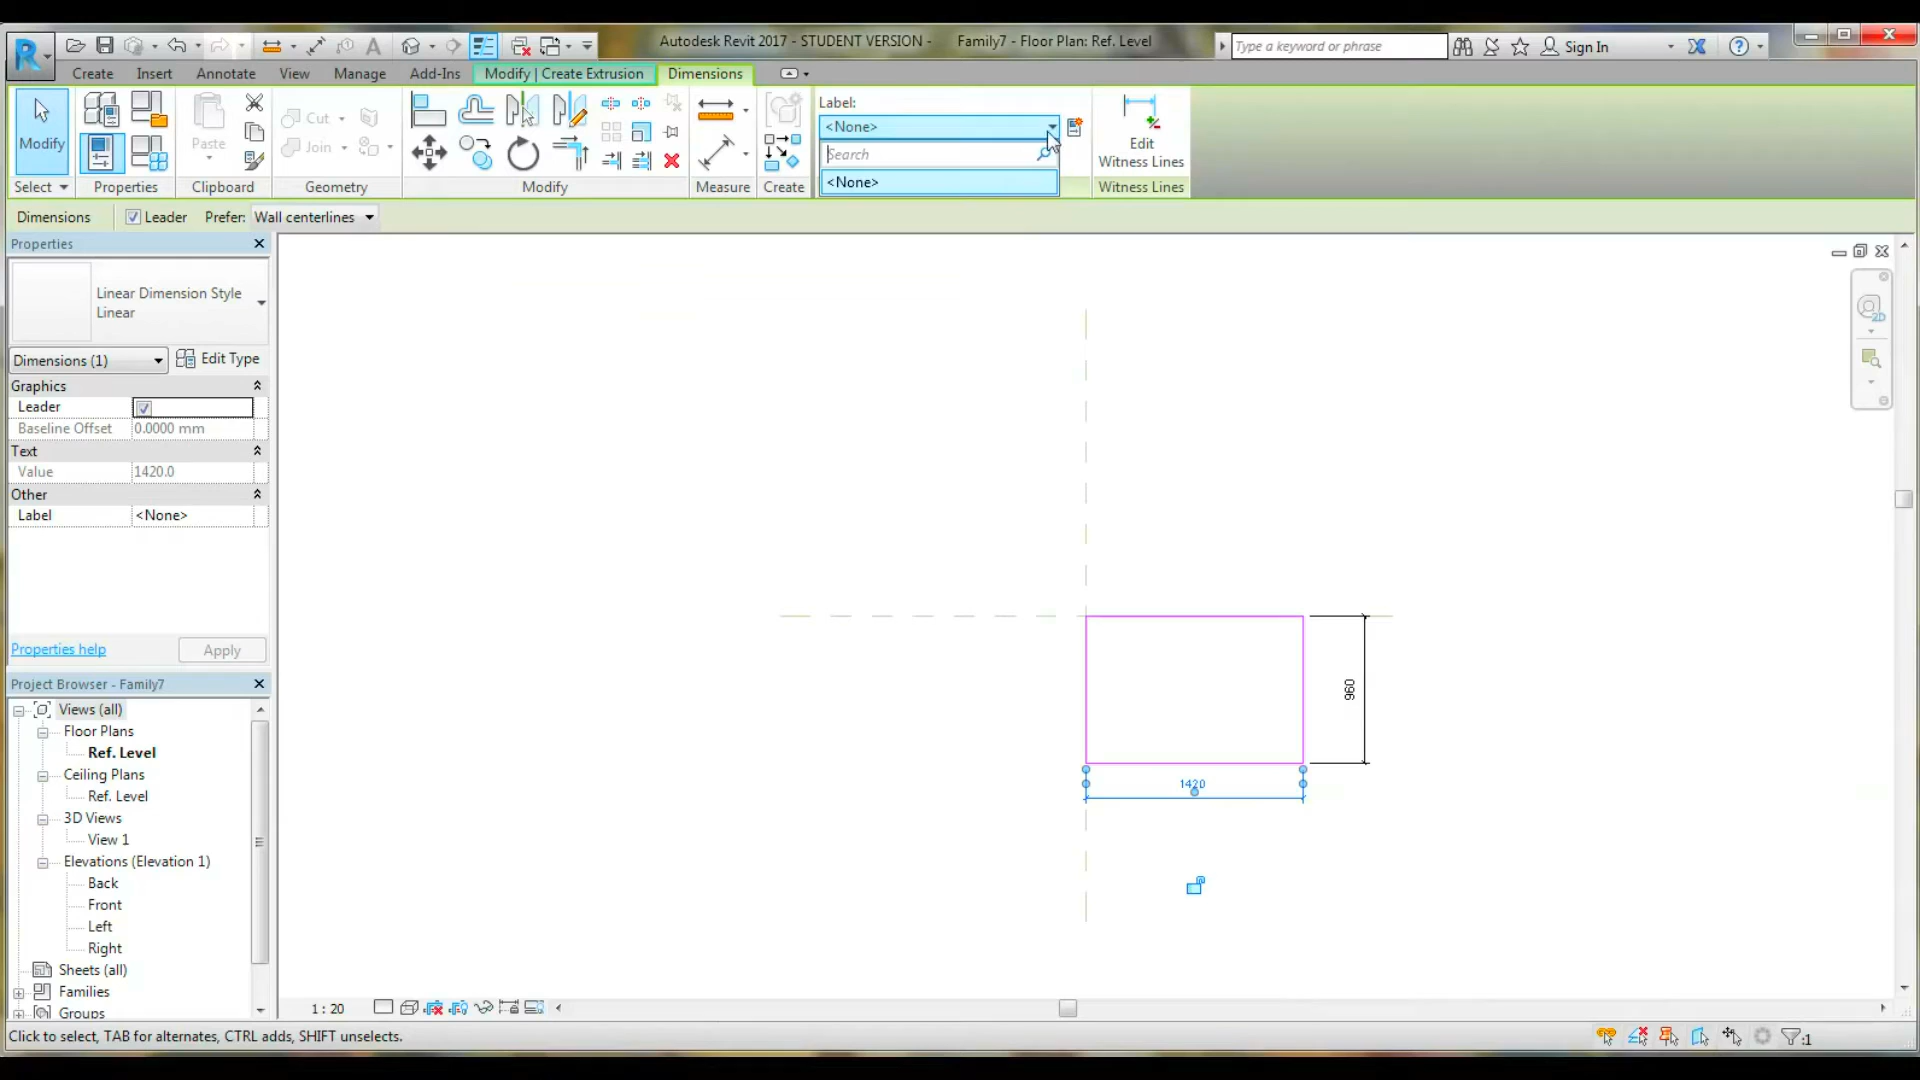 Autodesk Revit 2017 - STUDENT VERSION - Family7 - Floor Plan: Ref. Level
Type a keyword or phrase
Sign In
Create Insert Annotate View Manage Add-Ins Modify | Create Extrusion Dimensions
Modify
Paste
Cut
Join
Label:
<None>
Search
<None>
Edit
Witness Lines
Select Properties Clipboard Geometry Modify Measure Create Witness Lines
Dimensions Leader Prefer: Wall centerlines
Properties
Linear Dimension Style
Linear
Dimensions (1) Edit Type
Graphics
Leader
Baseline Offset 0.0000 mm
Text
Value 1420.0
Other
Label <None>
Properties help Apply
Project Browser - Family7
Views (all)
Floor Plans
Ref. Level
Ceiling Plans
Ref. Level
3D Views
View 1
Elevations (Elevation 1)
Back
Front
Left
Right
Sheets (all)
Families
Groups
960
1420
2D
1 : 20
Click to select, TAB for alternates, CTRL adds, SHIFT unselects.
:1